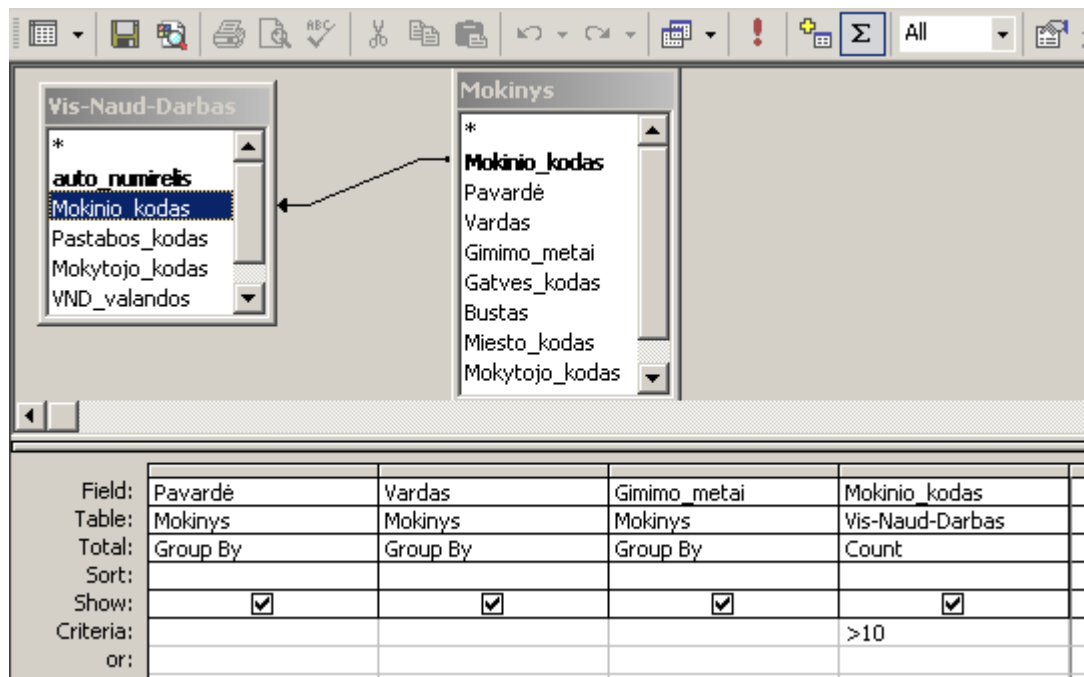 ABC
Σ All
Vis-Naud-Darbas
*
auto_numirelis
Mokinio_kodas
Pastabos_kodas
Mokytojo_kodas
VND_valandos
Mokinys
*
Mokinio_kodas
Pavardė
Vardas
Gimimo_metai
Gatves_kodas
Bustas
Miesto_kodas
Mokytojo_kodas
Field: Pavardė Vardas Gimimo_metai Mokinio_kodas
Table: Mokinys Mokinys Mokinys Vis-Naud-Darbas
Total: Group By Group By Group By Count
Sort:
Show:
Criteria: >10
or: